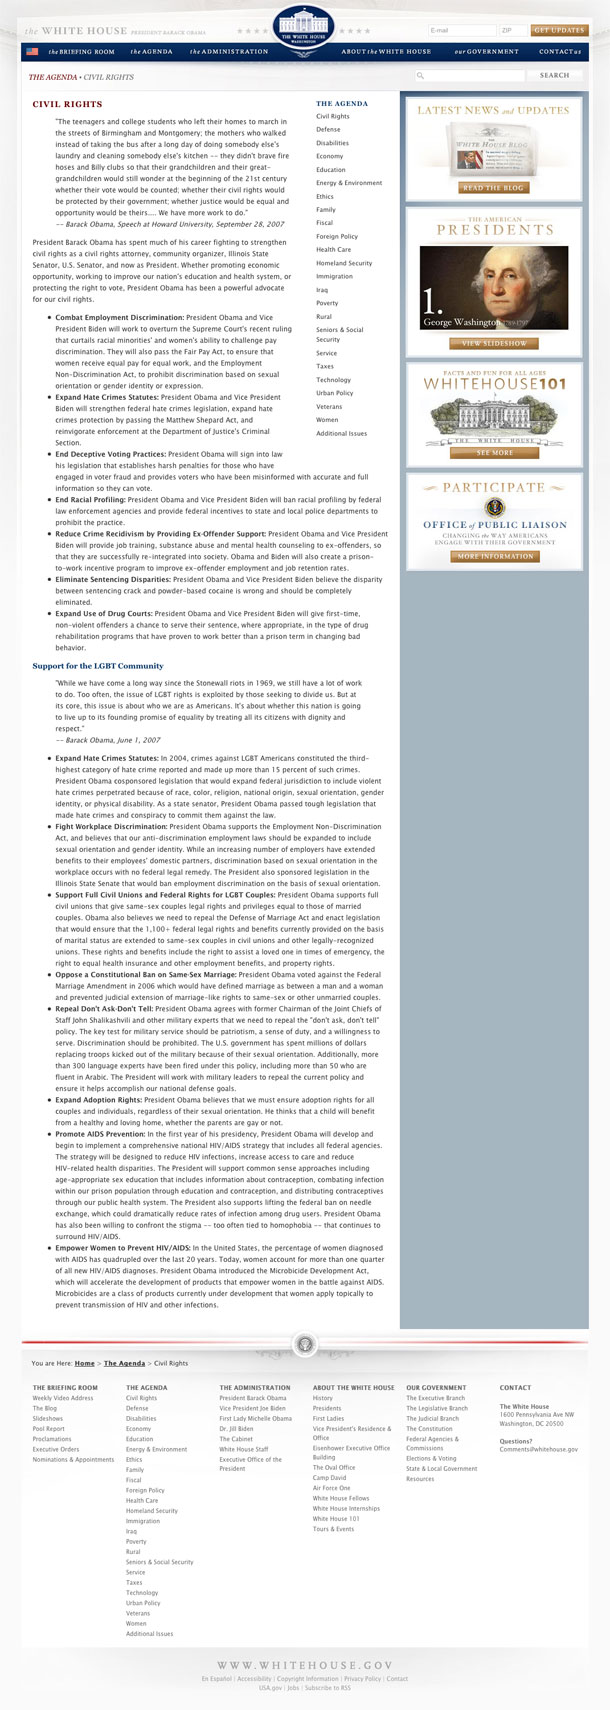 the WHITE HOUSE PRESIDENT BARACK OBAMA
E-mail
ZIP
GET UPDATES
THE WHITE HOUSE
WASHINGTON
the BRIEFING ROOM
the AGENDA
the ADMINISTRATION
ABOUT the WHITE HOUSE
our GOVERNMENT
CONTACT us
THE AGENDA • CIVIL RIGHTS
SEARCH
CIVIL RIGHTS
"The teenagers and college students who left their homes to march in
the streets of Birmingham and Montgomery; the mothers who walked
instead of taking the bus after a long day of doing somebody else's
laundry and cleaning somebody else's kitchen -- they didn't brave fire
hoses and Billy clubs so that their grandchildren and their great-
grandchildren would still wonder at the beginning of the 21st century
whether their vote would be counted; whether their civil rights would
be protected by their government; whether justice would be equal and
opportunity would be theirs.... We have more work to do."
-- Barack Obama, Speech at Howard University, September 28, 2007
President Barack Obama has spent much of his career fighting to strengthen
civil rights as a civil rights attorney, community organizer, Illinois State
Senator, U.S. Senator, and now as President. Whether promoting economic
opportunity, working to improve our nation's education and health system, or
protecting the right to vote, President Obama has been a powerful advocate
for our civil rights.
• Combat Employment Discrimination: President Obama and Vice
President Biden will work to overturn the Supreme Court's recent ruling
that curtails racial minorities' and women's ability to challenge pay
discrimination. They will also pass the Fair Pay Act, to ensure that
women receive equal pay for equal work, and the Employment
Non-Discrimination Act, to prohibit discrimination based on sexual
orientation or gender identity or expression.
• Expand Hate Crimes Statutes: President Obama and Vice President
Biden will strengthen federal hate crimes legislation, expand hate
crimes protection by passing the Matthew Shepard Act, and
reinvigorate enforcement at the Department of Justice's Criminal
Section.
• End Deceptive Voting Practices: President Obama will sign into law
his legislation that establishes harsh penalties for those who have
engaged in voter fraud and provides voters who have been misinformed with accurate and full
information so they can vote.
• End Racial Profiling: President Obama and Vice President Biden will ban racial profiling by federal
law enforcement agencies and provide federal incentives to state and local police departments to
prohibit the practice.
• Reduce Crime Recidivism by Providing Ex-Offender Support: President Obama and Vice President
Biden will provide job training, substance abuse and mental health counseling to ex-offenders, so
that they are successfully re-integrated into society. Obama and Biden will also create a prison-
to-work incentive program to improve ex-offender employment and job retention rates.
• Eliminate Sentencing Disparities: President Obama and Vice President Biden believe the disparity
between sentencing crack and powder-based cocaine is wrong and should be completely
eliminated.
• Expand Use of Drug Courts: President Obama and Vice President Biden will give first-time,
non-violent offenders a chance to serve their sentence, where appropriate, in the type of drug
rehabilitation programs that have proven to work better than a prison term in changing bad
behavior.
Support for the LGBT Community
"While we have come a long way since the Stonewall riots in 1969, we still have a lot of work
to do. Too often, the issue of LGBT rights is exploited by those seeking to divide us. But at
its core, this issue is about who we are as Americans. It's about whether this nation is going
to live up to its founding promise of equality by treating all its citizens with dignity and
respect."
-- Barack Obama, June 1, 2007
• Expand Hate Crimes Statutes: In 2004, crimes against LGBT Americans constituted the third-
highest category of hate crime reported and made up more than 15 percent of such crimes.
President Obama cosponsored legislation that would expand federal jurisdiction to include violent
hate crimes perpetrated because of race, color, religion, national origin, sexual orientation, gender
identity, or physical disability. As a state senator, President Obama passed tough legislation that
made hate crimes and conspiracy to commit them against the law.
• Fight Workplace Discrimination: President Obama supports the Employment Non-Discrimination
Act, and believes that our anti-discrimination employment laws should be expanded to include
sexual orientation and gender identity. While an increasing number of employers have extended
benefits to their employees' domestic partners, discrimination based on sexual orientation in the
workplace occurs with no federal legal remedy. The President also sponsored legislation in the
Illinois State Senate that would ban employment discrimination on the basis of sexual orientation.
• Support Full Civil Unions and Federal Rights for LGBT Couples: President Obama supports full
civil unions that give same-sex couples legal rights and privileges equal to those of married
couples. Obama also believes we need to repeal the Defense of Marriage Act and enact legislation
that would ensure that the 1,100+ federal legal rights and benefits currently provided on the basis
of marital status are extended to same-sex couples in civil unions and other legally-recognized
unions. These rights and benefits include the right to assist a loved one in times of emergency, the
right to equal health insurance and other employment benefits, and property rights.
• Oppose a Constitutional Ban on Same-Sex Marriage: President Obama voted against the Federal
Marriage Amendment in 2006 which would have defined marriage as between a man and a woman
and prevented judicial extension of marriage-like rights to same-sex or other unmarried couples.
• Repeal Don't Ask-Don't Tell: President Obama agrees with former Chairman of the Joint Chiefs of
Staff John Shalikashvili and other military experts that we need to repeal the "don't ask, don't tell"
policy. The key test for military service should be patriotism, a sense of duty, and a willingness to
serve. Discrimination should be prohibited. The U.S. government has spent millions of dollars
replacing troops kicked out of the military because of their sexual orientation. Additionally, more
than 300 language experts have been fired under this policy, including more than 50 who are
fluent in Arabic. The President will work with military leaders to repeal the current policy and
ensure it helps accomplish our national defense goals.
• Expand Adoption Rights: President Obama believes that we must ensure adoption rights for all
couples and individuals, regardless of their sexual orientation. He thinks that a child will benefit
from a healthy and loving home, whether the parents are gay or not.
• Promote AIDS Prevention: In the first year of his presidency, President Obama will develop and
begin to implement a comprehensive national HIV/AIDS strategy that includes all federal agencies.
The strategy will be designed to reduce HIV infections, increase access to care and reduce
HIV-related health disparities. The President will support common sense approaches including
age-appropriate sex education that includes information about contraception, combating infection
within our prison population through education and contraception, and distributing contraceptives
through our public health system. The President also supports lifting the federal ban on needle
exchange, which could dramatically reduce rates of infection among drug users. President Obama
has also been willing to confront the stigma -- too often tied to homophobia -- that continues to
surround HIV/AIDS.
• Empower Women to Prevent HIV/AIDS: In the United States, the percentage of women diagnosed
with AIDS has quadrupled over the last 20 years. Today, women account for more than one quarter
of all new HIV/AIDS diagnoses. President Obama introduced the Microbicide Development Act,
which will accelerate the development of products that empower women in the battle against AIDS.
Microbicides are a class of products currently under development that women apply topically to
prevent transmission of HIV and other infections.
THE AGENDA
Civil Rights
Defense
Disabilities
Economy
Education
Energy & Environment
Ethics
Family
Fiscal
Foreign Policy
Health Care
Homeland Security
Immigration
Iraq
Poverty
Rural
Seniors & Social
Security
Service
Taxes
Technology
Urban Policy
Veterans
Women
Additional Issues
LATEST NEWS and UPDATES
THE
WHITE HOUSE BLOG
READ THE BLOG
THE AMERICAN
PRESIDENTS
1.
George Washington 1789-1797
VIEW SLIDESHOW
FACTS AND FUN FOR ALL AGES
WHITEHOUSE101
THE WHITE HOUSE
SEE MORE
PARTICIPATE
OFFICE of PUBLIC LIAISON
CHANGING the WAY AMERICANS
ENGAGE WITH THEIR GOVERNMENT
MORE INFORMATION
You are Here: Home > The Agenda > Civil Rights
THE BRIEFING ROOM
Weekly Video Address
The Blog
Slideshows
Pool Report
Proclamations
Executive Orders
Nominations & Appointments
THE AGENDA
Civil Rights
Defense
Disabilities
Economy
Education
Energy & Environment
Ethics
Family
Fiscal
Foreign Policy
Health Care
Homeland Security
Immigration
Iraq
Poverty
Rural
Seniors & Social Security
Service
Taxes
Technology
Urban Policy
Veterans
Women
Additional Issues
THE ADMINISTRATION
President Barack Obama
Vice President Joe Biden
First Lady Michelle Obama
Dr. Jill Biden
The Cabinet
White House Staff
Executive Office of the
President
ABOUT THE WHITE HOUSE
History
Presidents
First Ladies
Vice President's Residence &
Office
Eisenhower Executive Office
Building
The Oval Office
Camp David
Air Force One
White House Fellows
White House Internships
White House 101
Tours & Events
OUR GOVERNMENT
The Executive Branch
The Legislative Branch
The Judicial Branch
The Constitution
Federal Agencies &
Commissions
Elections & Voting
State & Local Government
Resources
CONTACT
The White House
1600 Pennsylvania Ave NW
Washington, DC 20500
Questions?
Comments@whitehouse.gov
WWW.WHITEHOUSE.GOV
En Español | Accessibility | Copyright Information | Privacy Policy | Contact
USA.gov | Jobs | Subscribe to RSS